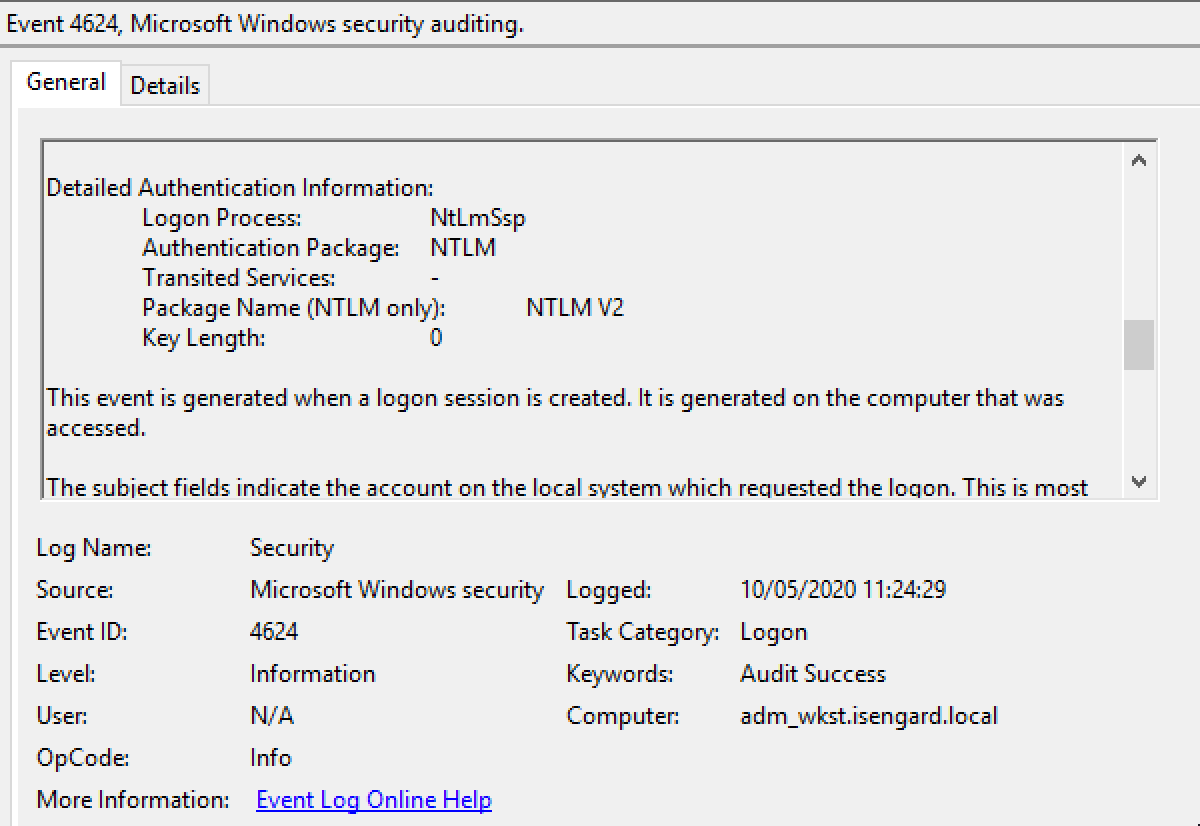 Event 4624, Microsoft Windows security auditing.
General
Details
Detailed Authentication Information:
Logon Process: NtLmSsp
Authentication Package: NTLM
Transited Services: -
Package Name (NTLM only): NTLM V2
Key Length: 0
This event is generated when a logon session is created. It is generated on the computer that was
accessed.
The subject fields indicate the account on the local system which requested the logon. This is most
Log Name: Security
Source: Microsoft Windows security Logged: 10/05/2020 11:24:29
Event ID: 4624 Task Category: Logon
Level: Information Keywords: Audit Success
User: N/A Computer: adm_wkst.isengard.local
OpCode: Info
More Information: Event Log Online Help